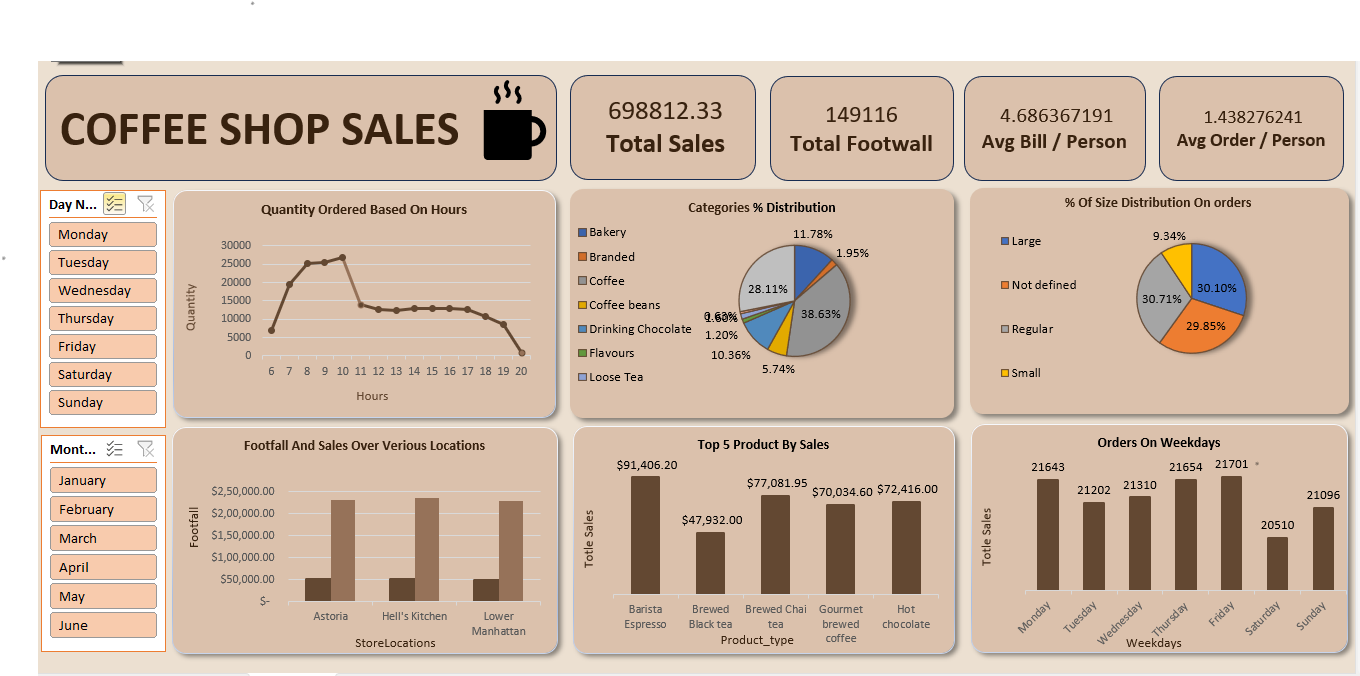 COFFEE SHOP SALES
698812.33
Total Sales
149116
Total Footwall
4.686367191
Avg Bill / Person
1.438276241
Avg Order / Person
Day N...
Monday
Tuesday
Wednesday
Thursday
Friday
Saturday
Sunday
Quantity Ordered Based On Hours
30000
25000
20000
15000
10000
5000
0
Quantity
6 7 8 9 10 11 12 13 14 15 16 17 18 19 20
Hours
Categories % Distribution
Bakery
Branded
Coffee
Coffee beans
Drinking Chocolate
Flavours
Loose Tea
11.78%
1.95%
38.63%
5.74%
10.36%
1.20%
28.11%
% Of Size Distribution On orders
Large
Not defined
Regular
Small
9.34%
30.10%
30.71%
29.85%
Mont...
January
February
March
April
May
June
Footfall And Sales Over Verious Locations
$2,50,000.00
$2,00,000.00
$1,50,000.00
$1,00,000.00
$50,000.00
$-
Footfall
Astoria
Hell's Kitchen
Lower
Manhattan
StoreLocations
Top 5 Product By Sales
$91,406.20
$47,932.00
$77,081.95
$70,034.60
$72,416.00
Totle Sales
Barista
Espresso
Brewed
Black tea
Brewed Chai
tea
Gourmet
brewed
coffee
Hot
chocolate
Product_type
Orders On Weekdays
21643
21202
21310
21654
21701
20510
21096
Totle Sales
Monday
Tuesday
Wednesday
Thursday
Friday
Saturday
Sunday
Weekdays